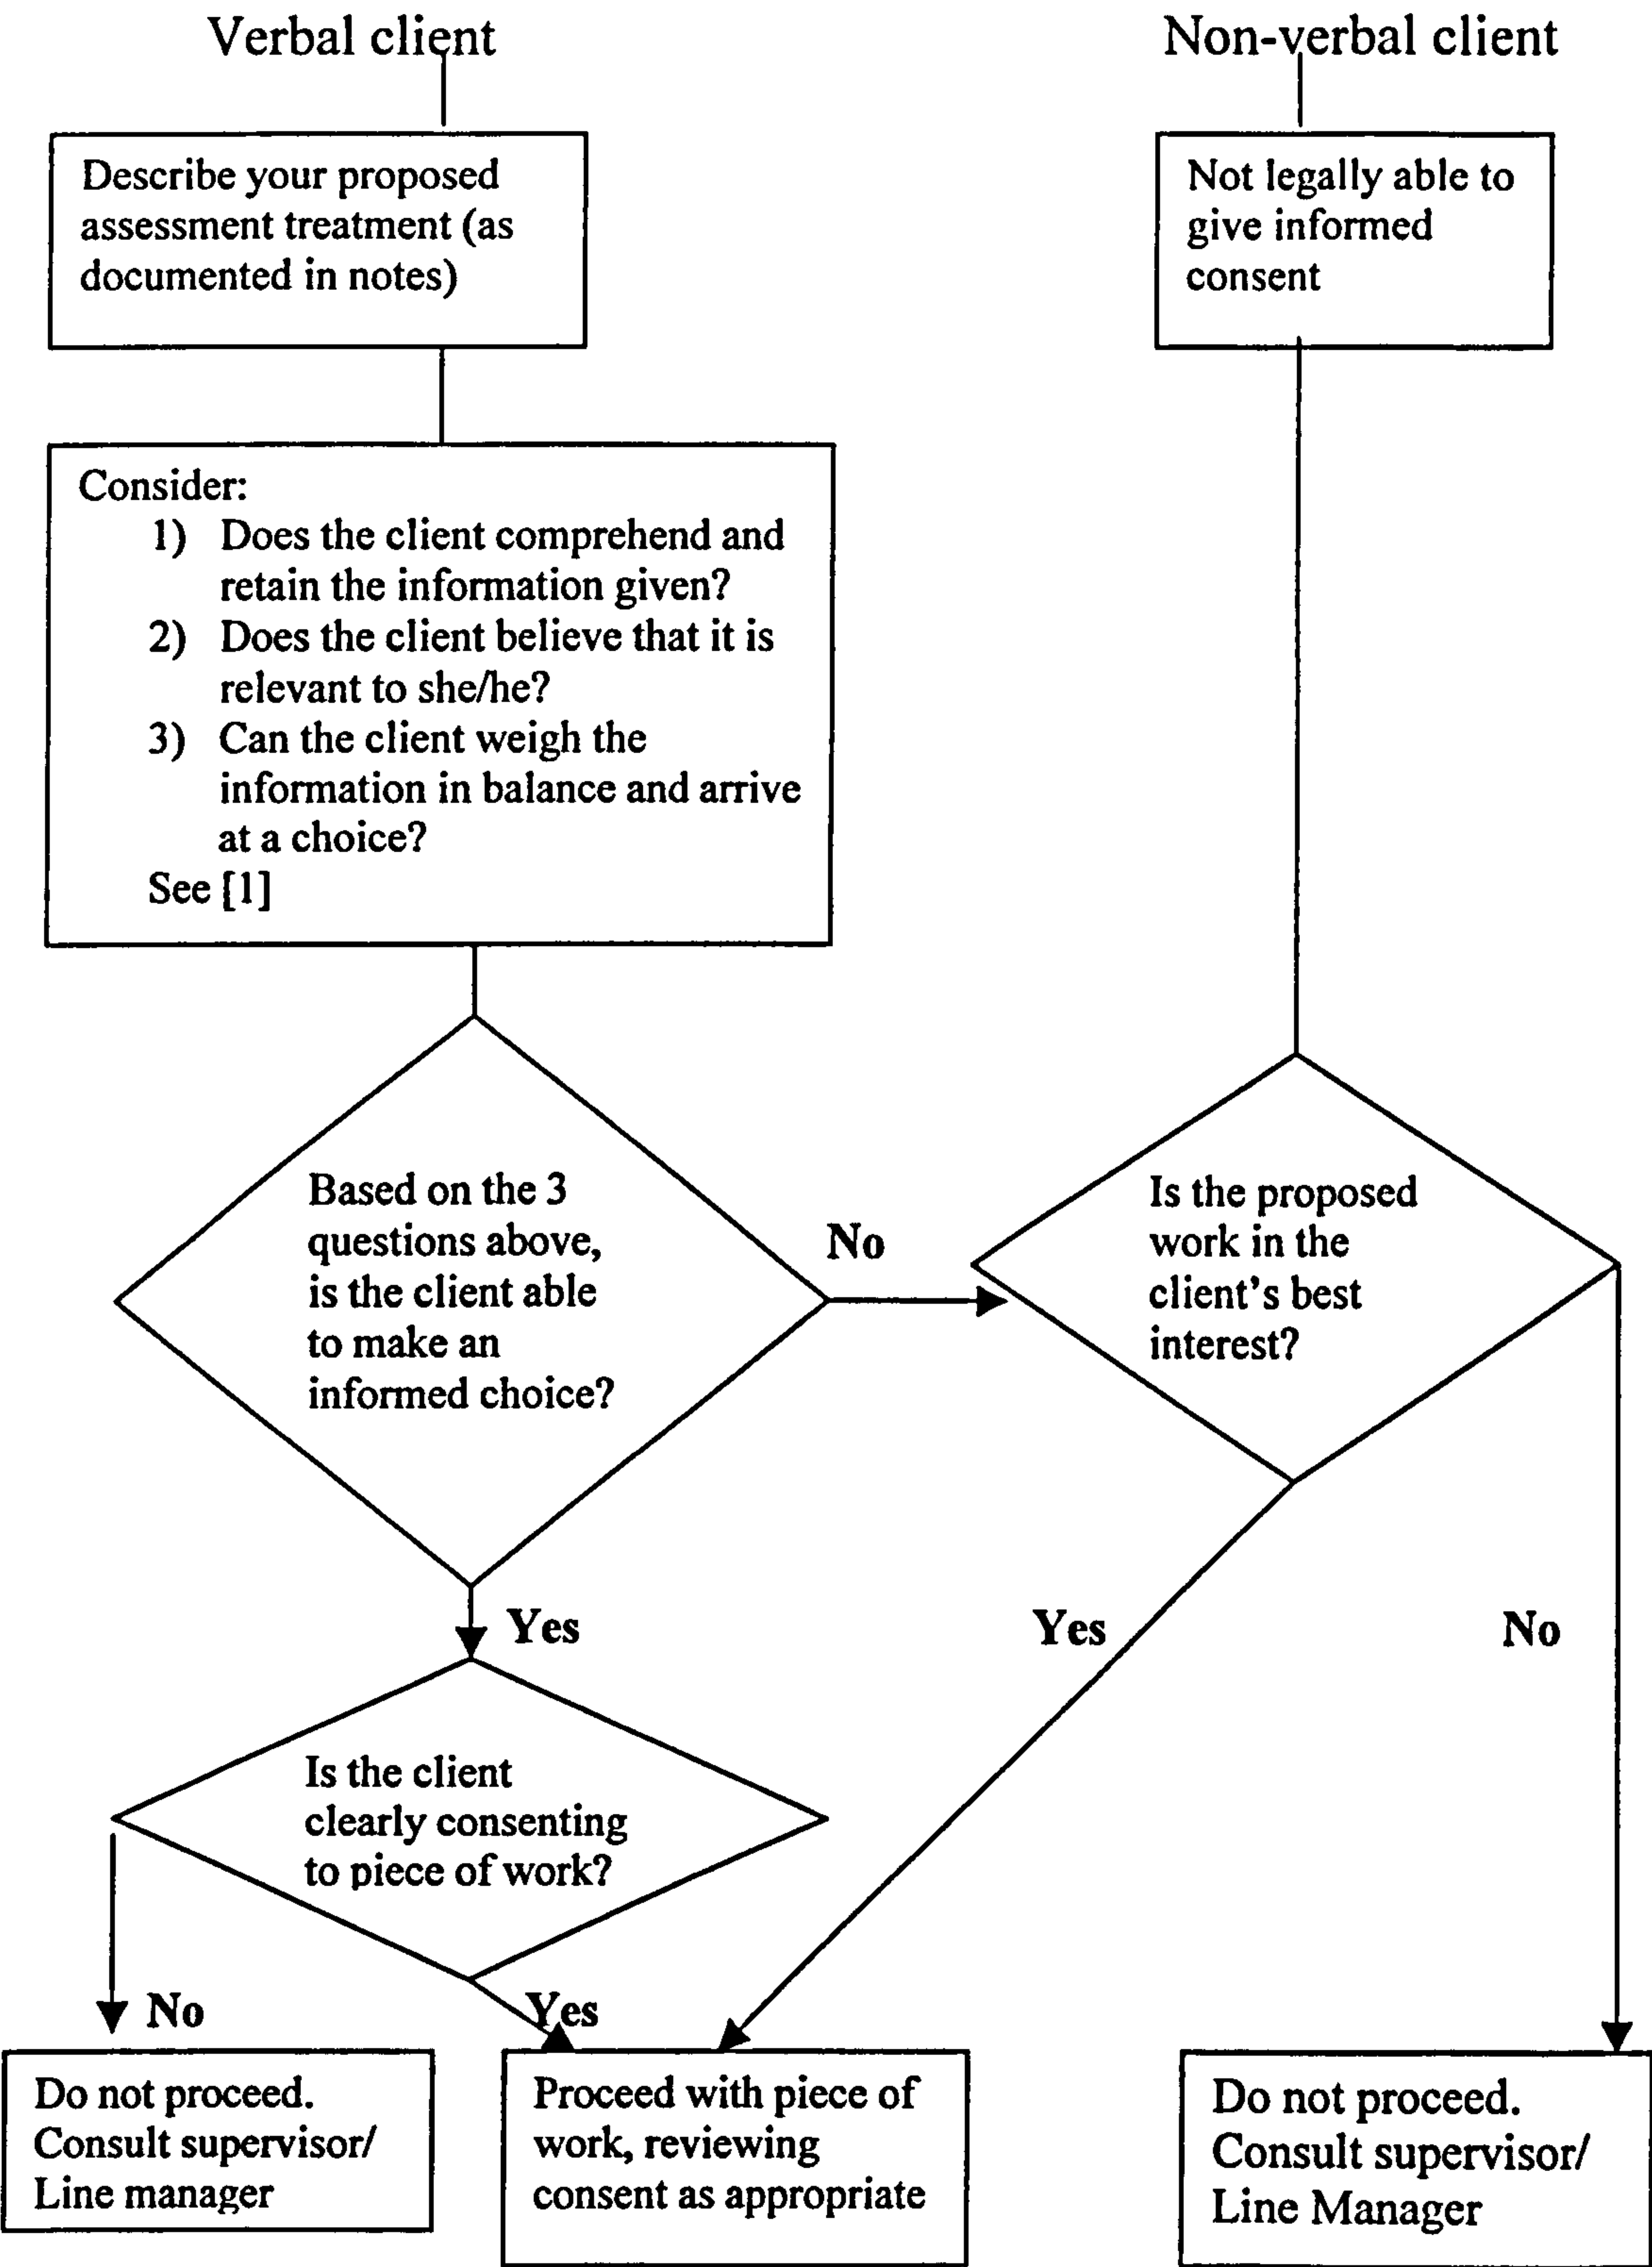 Verbal client
Non-verbal client
Describe your proposed
assessment treatment (as
documented in notes)
Not legally able to
give informed
consent
Consider:
1) Does the client comprehend and
retain the information given?
2) Does the client believe that it is
relevant to she/he?
3) Can the client weigh the
information in balance and arrive
at a choice?
See [1]
Based on the 3
questions above,
is the client able
to make an
informed choice?
No
Is the proposed
work in the
client's best
interest?
Yes
Yes
No
Is the client
clearly consenting
to piece of work?
No
Yes
Do not proceed.
Consult supervisor/
Line manager
Proceed with piece of
work, reviewing
consent as appropriate
Do not proceed.
Consult supervisor/
Line Manager